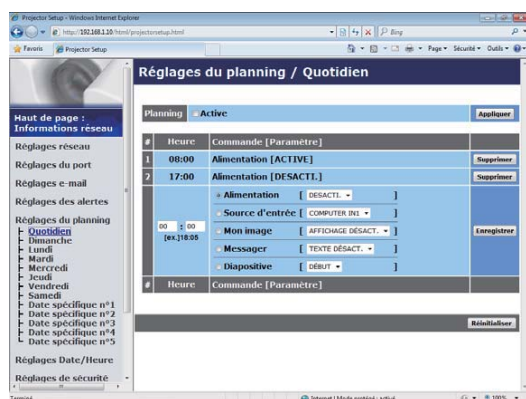 Projector Setup - Windows Internet Explorer
http://192.168.1.10/html/projectorsetup.html
Bing
Favoris Projector Setup
Page Sécurité Outils
Haut de page :
Informations réseau
Réglages réseau
Réglages du port
Réglages e-mail
Réglages des alertes
Réglages du planning
Quotidien
Dimanche
Lundi
Mardi
Mercredi
Jeudi
Vendredi
Samedi
Date spécifique n°1
Date spécifique n°2
Date spécifique n°3
Date spécifique n°4
Date spécifique n°5
Réglages Date/Heure
Réglages de sécurité
Réglages du planning / Quotidien
Planning Active Appliquer
# Heure Commande [Paramètre]
1 08:00 Alimentation [ACTIVE] Supprimer
2 17:00 Alimentation [DESACTI.] Supprimer
00 : 00
[ex.]18:05
Alimentation [ DESACTI. ]
Source d'entrée [ COMPUTER IN1 ]
Mon image [ AFFICHAGE DÉSACT. ]
Messager [ TEXTE DÉSACT. ]
Diapositive [ DÉBUT ]
Enregistrer
# Heure Commande [Paramètre]
Réinitialiser
Terminé
Internet | Mode protégé : activé
100%